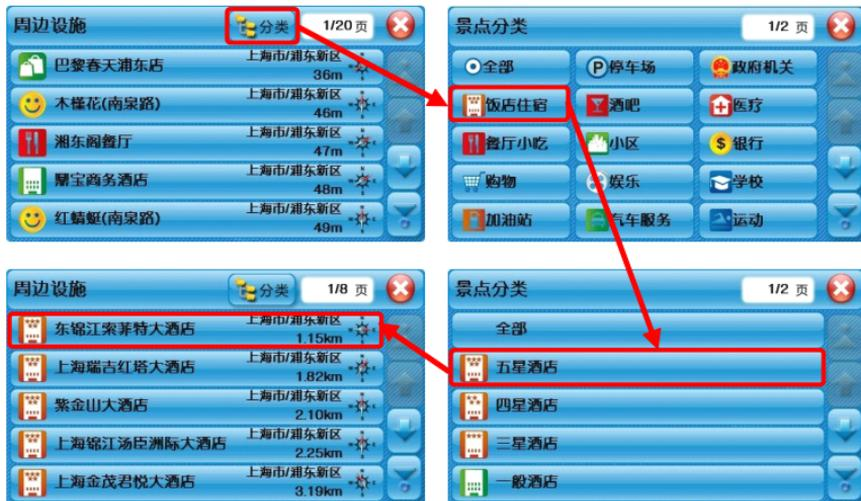 周边设施 分类 1/20 页
巴黎春天浦东店 上海市/浦东新区 36m
木槿花(南泉路) 上海市/浦东新区 46m
湘东阁餐厅 上海市/浦东新区 47m
鼎宝商务酒店 上海市/浦东新区 48m
红蜻蜓(南泉路) 上海市/浦东新区 49m
景点分类 1/2 页
全部 P停车场 政府机关
饭店住宿 酒吧 医疗
餐厅小吃 小区 $银行
购物 娱乐 学校
加油站 汽车服务 运动
周边设施 分类 1/8 页
东锦江索菲特大酒店 上海市/浦东新区 1.15km
上海瑞吉红塔大酒店 上海市/浦东新区 1.82km
紫金山大酒店 上海市/浦东新区 2.10km
上海锦江汤臣洲际大酒店 上海市/浦东新区 2.25km
上海金茂君悦大酒店 上海市/浦东新区 3.19km
景点分类 1/2 页
全部
五星酒店
四星酒店
三星酒店
一般酒店